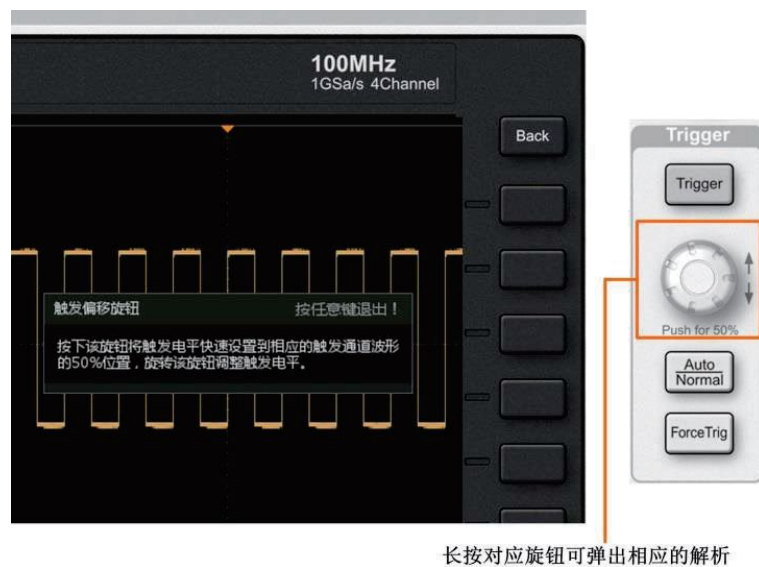 100MHz
1GSa/s 4Channel
Back
触发偏移旋钮 按任意键退出！
按下该旋钮将触发电平快速设置到相应的触发通道波形
的50%位置，旋转该旋钮调整触发电平。
Trigger
Trigger
Push for 50%
Auto
Normal
ForceTrig
长按对应旋钮可弹出相应的解析